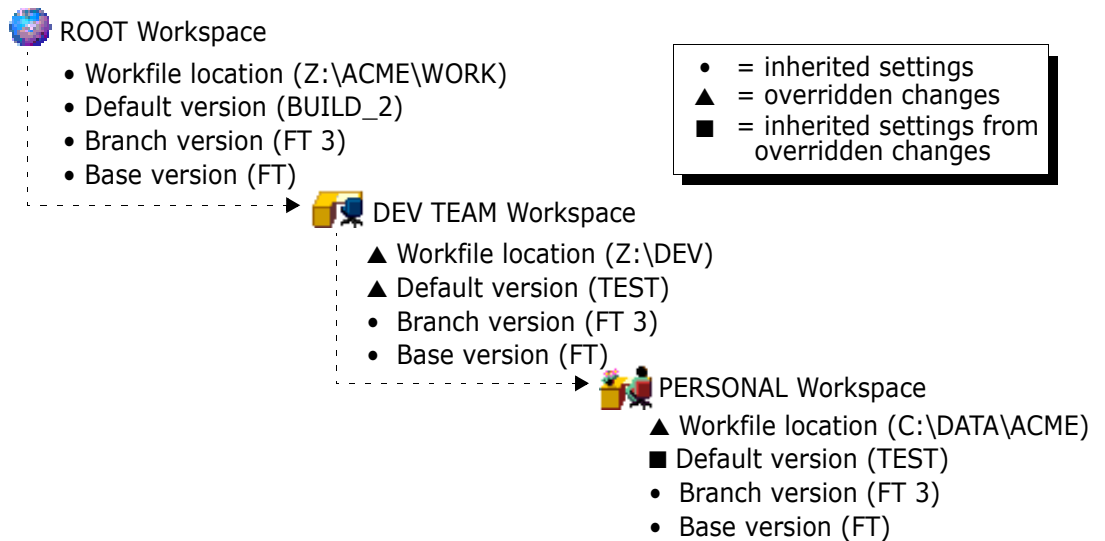 ROOT Workspace
• Workfile location (Z:\ACME\WORK)
• Default version (BUILD_2)
• Branch version (FT 3)
• Base version (FT)
• = inherited settings
▲ = overridden changes
■ = inherited settings from
overridden changes
DEV TEAM Workspace
▲ Workfile location (Z:\DEV)
▲ Default version (TEST)
• Branch version (FT 3)
• Base version (FT)
PERSONAL Workspace
▲ Workfile location (C:\DATA\ACME)
■ Default version (TEST)
• Branch version (FT 3)
• Base version (FT)